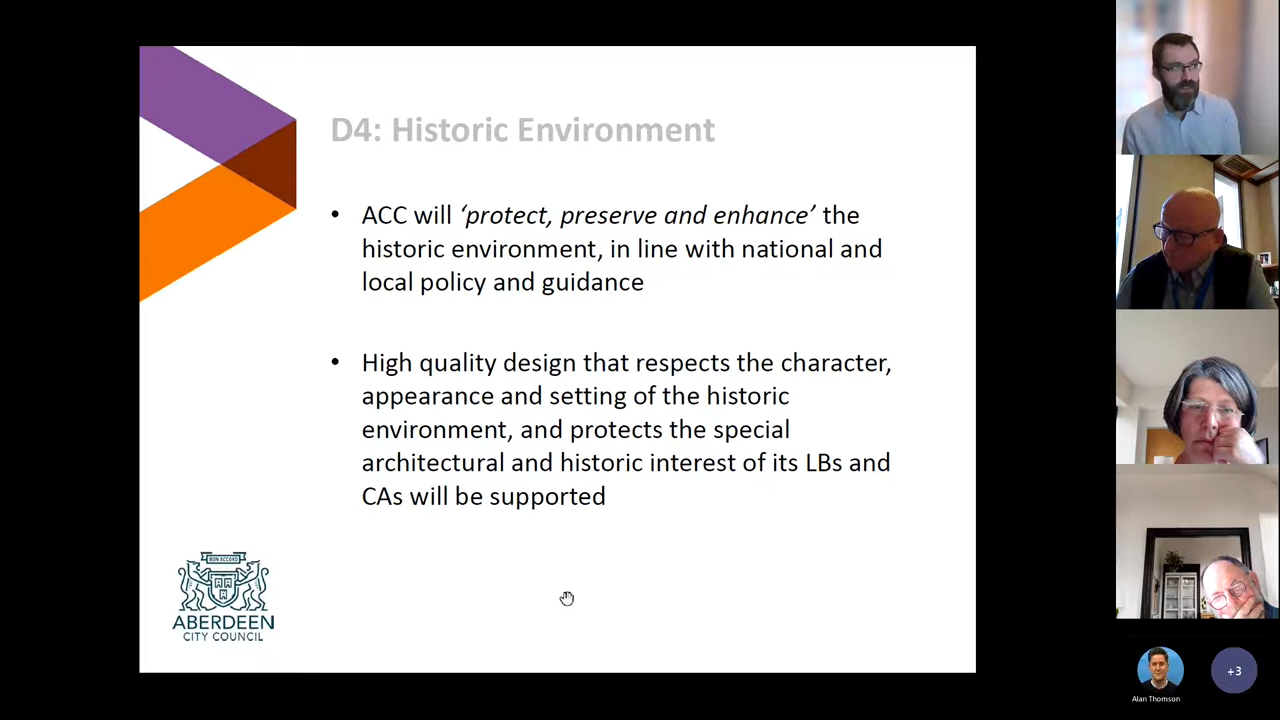 D4: Historic Environment
• ACC will ‘protect, preserve and enhance’ the
historic environment, in line with national and
local policy and guidance
• High quality design that respects the character,
appearance and setting of the historic
environment, and protects the special
architectural and historic interest of its LBs and
CAs will be supported
BON ACCORD
ABERDEEN
CITY COUNCIL
Alan Thomson
+3